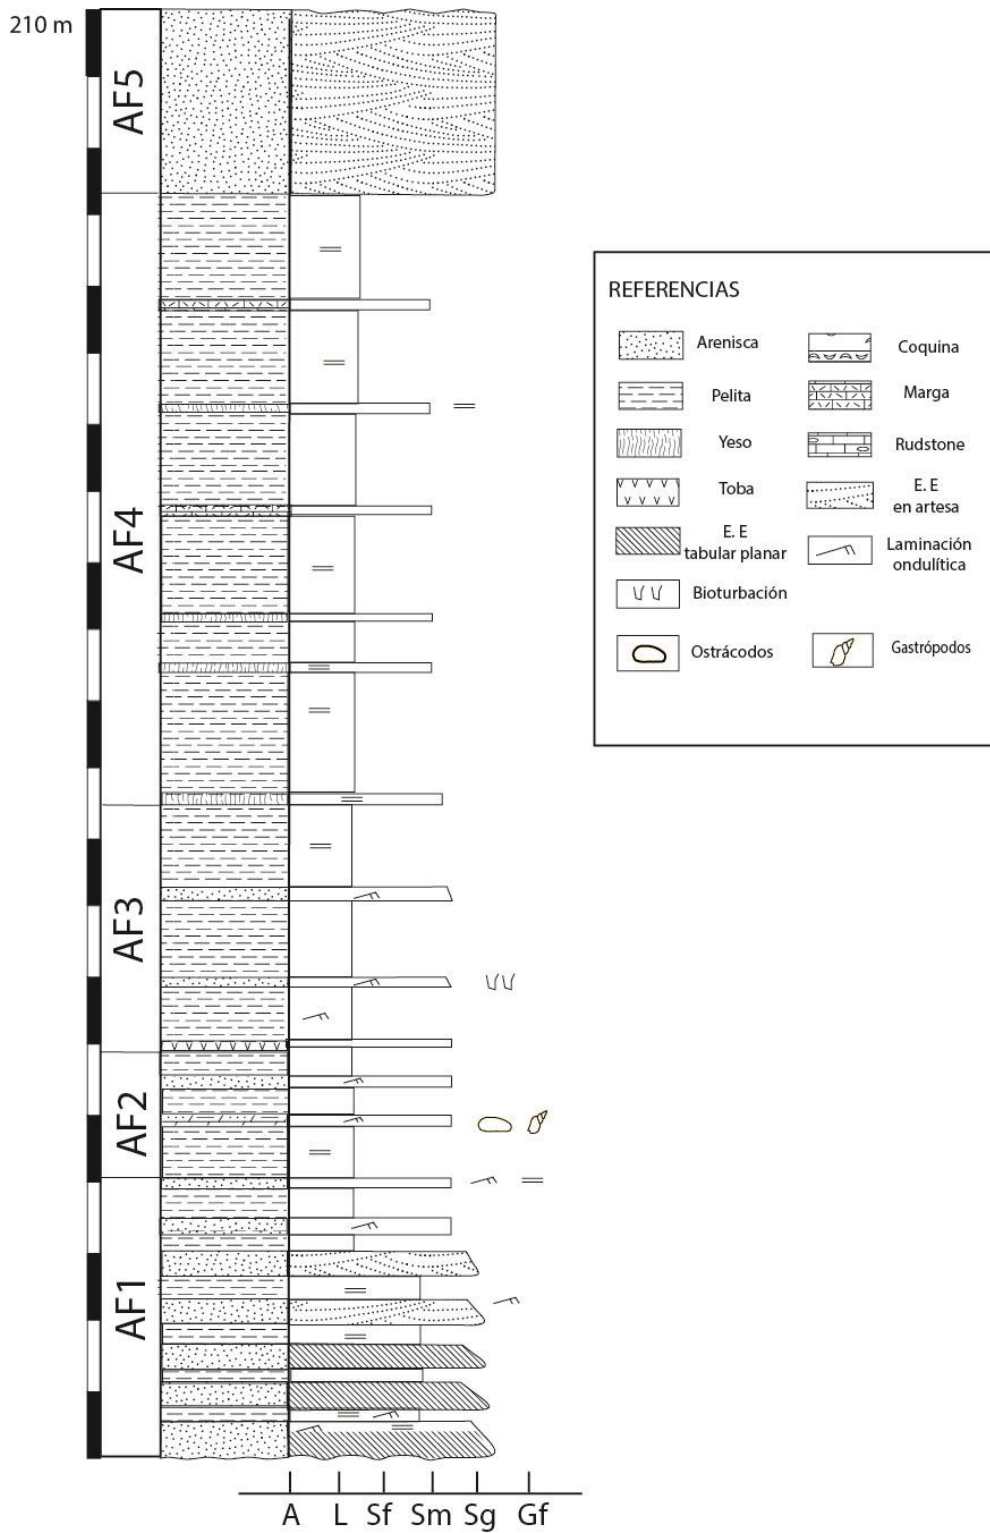 210 m
AF5
AF4
AF3
AF2
AF1
REFERENCIAS
Arenisca
Coquina
Pelita
Marga
Yeso
Rudstone
Toba
E. E
en artesa
E. E
tabular planar
Laminación
ondulítica
Bioturbación
Ostrácodos
Gastrópodos
A L Sf Sm Sg Gf